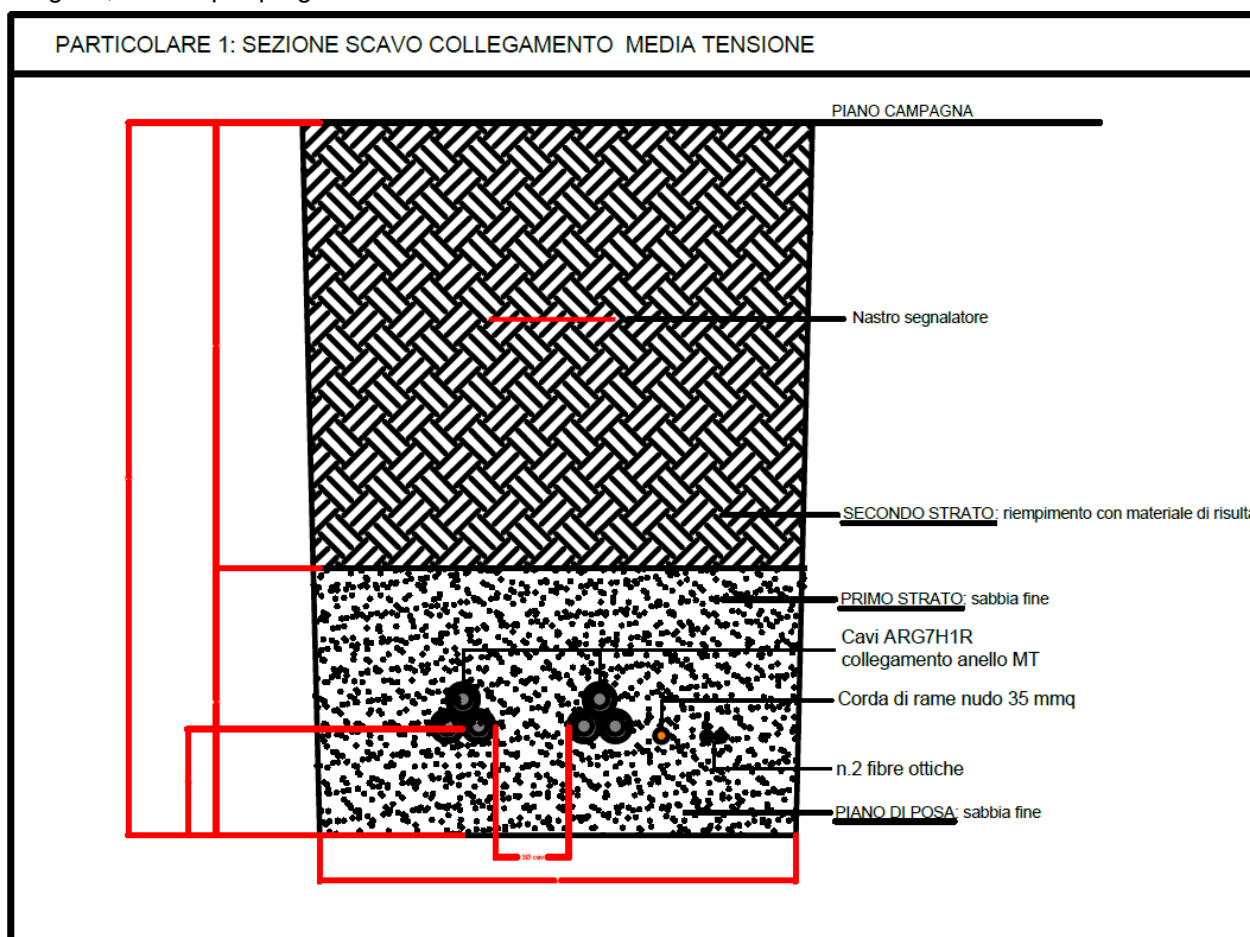 PARTICOLARE 1: SEZIONE SCAVO COLLEGAMENTO MEDIA TENSIONE
PIANO CAMPAGNA
Nastro segnalatore
SECONDO STRATO: riempimento con materiale di risulta
PRIMO STRATO: sabbia fine
Cavi ARG7H1R
collegamento anello MT
Corda di rame nudo 35 mmq
n.2 fibre ottiche
PIANO DI POSA: sabbia fine
3Ø cavi